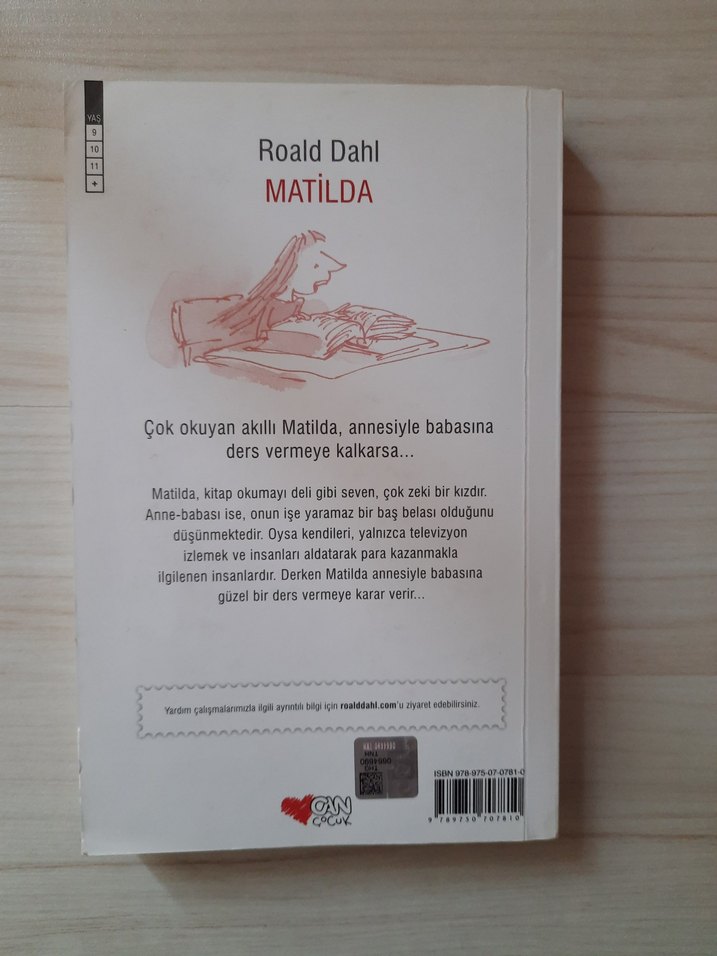 YAŞ
9
10
11
+
Roald Dahl
MATİLDA
Çok okuyan akıllı Matilda, annesiyle babasına
ders vermeye kalkarsa...
Matilda, kitap okumayı deli gibi seven, çok zeki bir kızdır.
Anne-babası ise, onun işe yaramaz bir baş belası olduğunu
düşünmektedir. Oysa kendileri, yalnızca televizyon
izlemek ve insanları aldatarak para kazanmakla
ilgilenen insanlardır. Derken Matilda annesiyle babasına
güzel bir ders vermeye karar verir...
Yardım çalışmalarımızla ilgili ayrıntılı bilgi için roalddahl.com'u ziyaret edebilirsiniz.
CAN
ÇOCUK
ISBN 978-975-07-0781-0
9 789750 707810